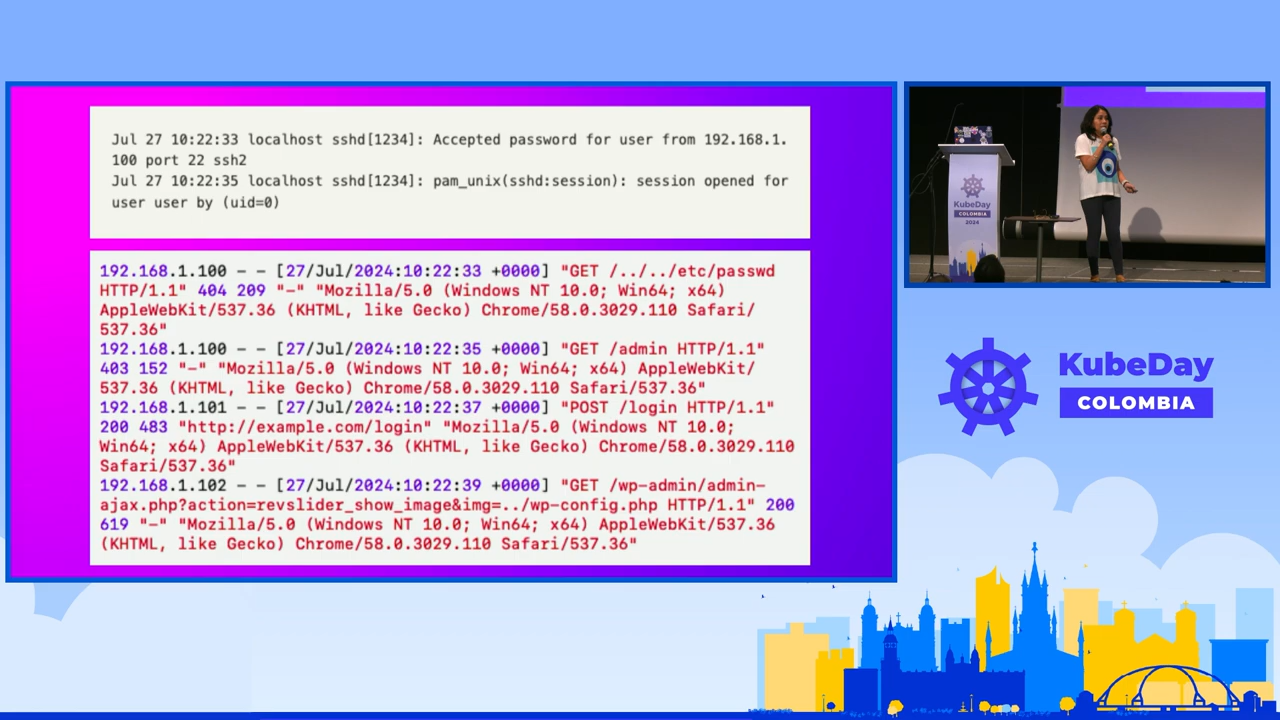 Jul 27 10:22:33 localhost sshd[1234]: Accepted password for user from 192.168.1.
100 port 22 ssh2
Jul 27 10:22:35 localhost sshd[1234]: pam_unix(sshd:session): session opened for
user user by (uid=0)
192.168.1.100 - - [27/Jul/2024:10:22:33 +0000] "GET /../../etc/passwd
HTTP/1.1" 404 209 "-" "Mozilla/5.0 (Windows NT 10.0; Win64; x64)
AppleWebKit/537.36 (KHTML, like Gecko) Chrome/58.0.3029.110 Safari/
537.36"
192.168.1.100 - - [27/Jul/2024:10:22:35 +0000] "GET /admin HTTP/1.1"
403 152 "-" "Mozilla/5.0 (Windows NT 10.0; Win64; x64) AppleWebKit/
537.36 (KHTML, like Gecko) Chrome/58.0.3029.110 Safari/537.36"
192.168.1.101 - - [27/Jul/2024:10:22:37 +0000] "POST /login HTTP/1.1"
200 483 "http://example.com/login" "Mozilla/5.0 (Windows NT 10.0;
Win64; x64) AppleWebKit/537.36 (KHTML, like Gecko) Chrome/58.0.3029.110
Safari/537.36"
192.168.1.102 - - [27/Jul/2024:10:22:39 +0000] "GET /wp-admin/admin-
ajax.php?action=revslider_show_image&img=../wp-config.php HTTP/1.1" 200
619 "-" "Mozilla/5.0 (Windows NT 10.0; Win64; x64) AppleWebKit/537.36
(KHTML, like Gecko) Chrome/58.0.3029.110 Safari/537.36"
KubeDay
COLOMBIA
2024
KubeDay
COLOMBIA